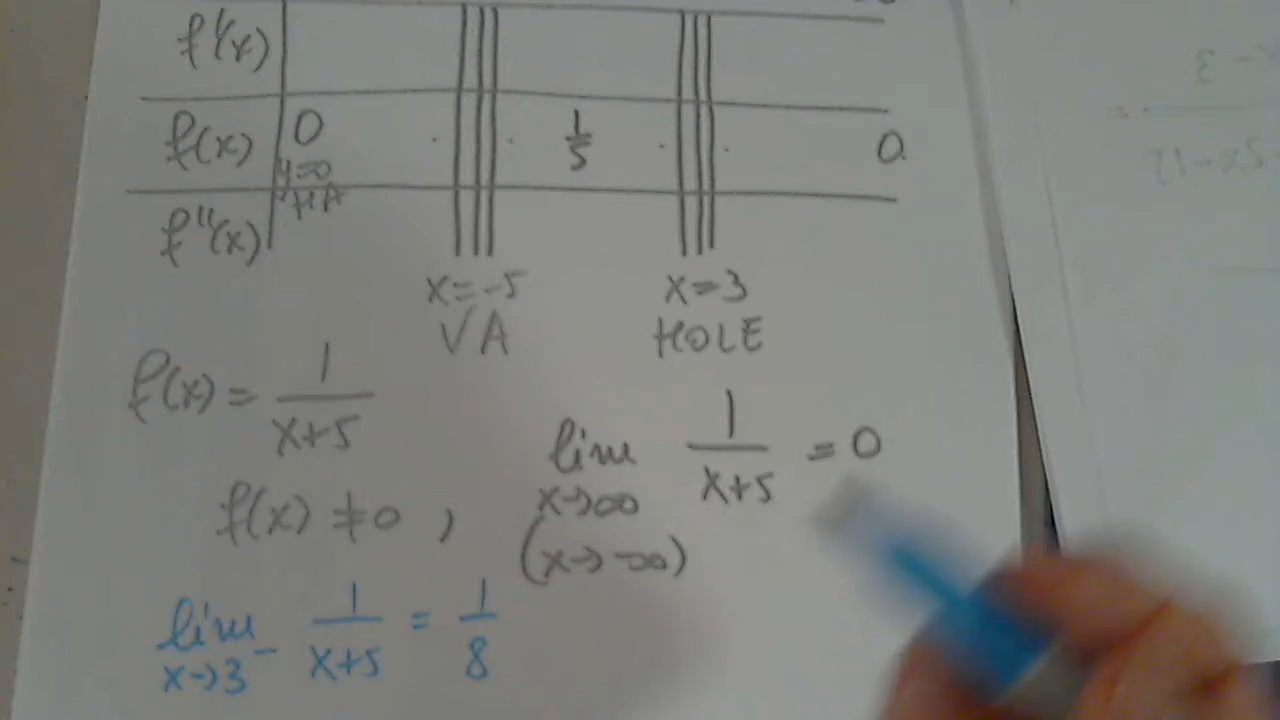 f'(x)
f(x) 0 1/5 0
y=0
HA
f''(x)
x=-5 x=3
VA HOLE
f(x) = 1/(x+5)
lim 1/(x+5) = 0
x→∞
(x→-∞)
f(x) ≠ 0 ,
lim 1/(x+5) = 1/8
x→3⁻